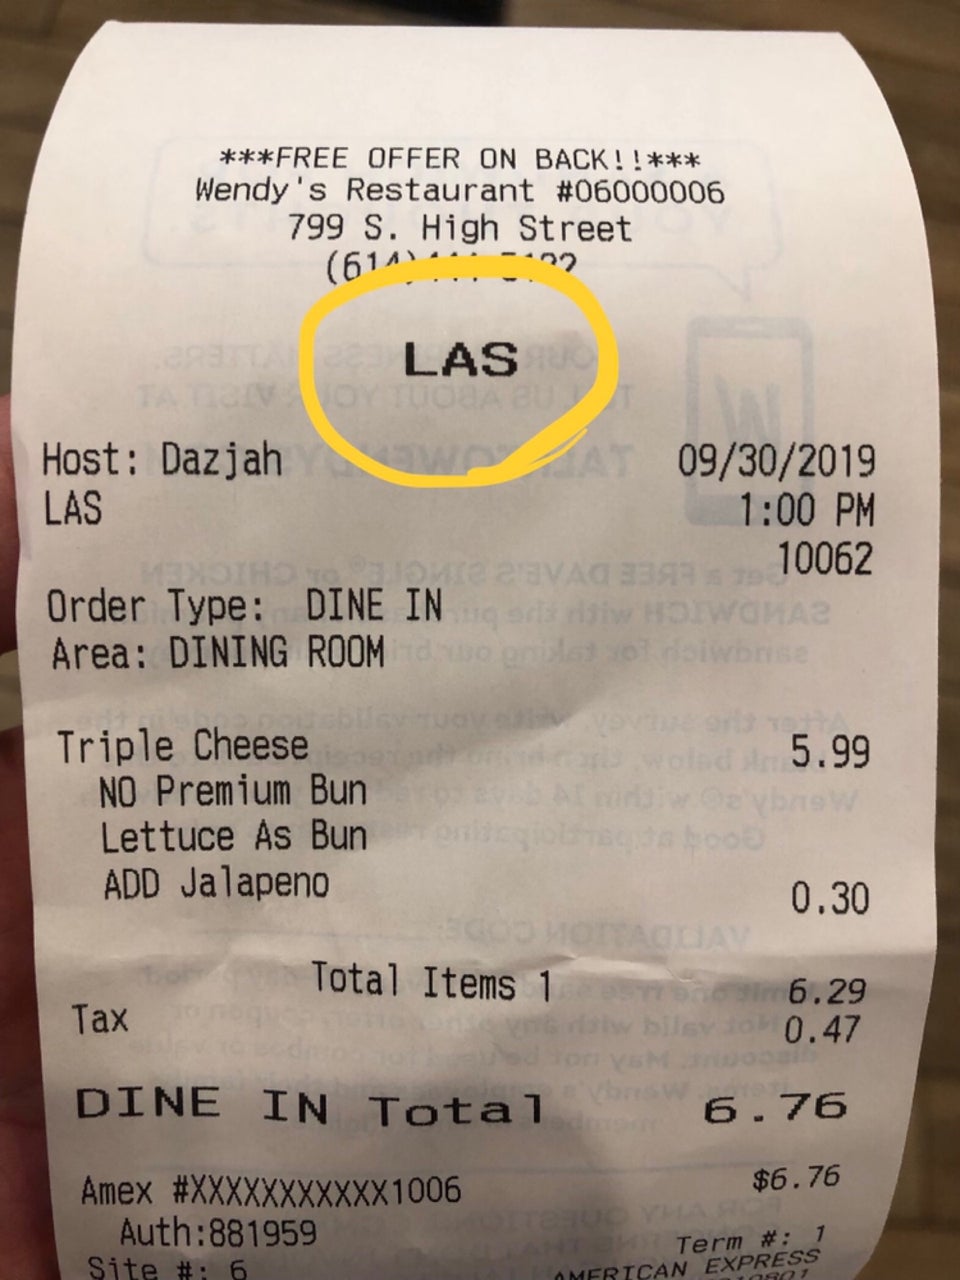 ***FREE OFFER ON BACK!!***
Wendy's Restaurant #06000006
799 S. High Street
(614)
LAS
Host: Dazjah 09/30/2019
LAS 1:00 PM
10062
Order Type: DINE IN
Area: DINING ROOM
Triple Cheese 5.99
NO Premium Bun
Lettuce As Bun
ADD Jalapeno 0.30
Total Items 1 6.29
Tax 0.47
DINE IN Total 6.76
Amex #XXXXXXXXXXX1006 $6.76
Auth:881959
Term #: 1
Site #: 6
AMERICAN EXPRESS